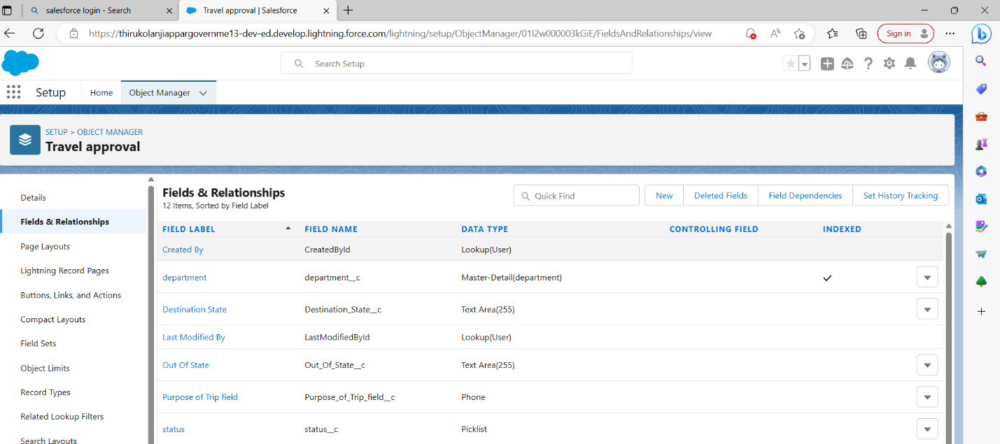 salesforce login - Search
Travel approval | Salesforce
https://thirukolanjiappargovernme13-dev-ed.develop.lightning.force.com/lightning/setup/ObjectManager/01I2w000003kGiE/FieldsAndRelationships/view
Sign in
Search Setup
Setup Home Object Manager
SETUP > OBJECT MANAGER
Travel approval
Details
Fields & Relationships
Page Layouts
Lightning Record Pages
Buttons, Links, and Actions
Compact Layouts
Field Sets
Object Limits
Record Types
Related Lookup Filters
Search Layouts
Fields & Relationships
12 Items, Sorted by Field Label
Quick Find
New Deleted Fields Field Dependencies Set History Tracking
FIELD LABEL FIELD NAME DATA TYPE CONTROLLING FIELD INDEXED
Created By CreatedById Lookup(User)
department department__c Master-Detail(department)
Destination State Destination_State__c Text Area(255)
Last Modified By LastModifiedById Lookup(User)
Out Of State Out_Of_State__c Text Area(255)
Purpose of Trip field Purpose_of_Trip_field__c Phone
status status__c Picklist